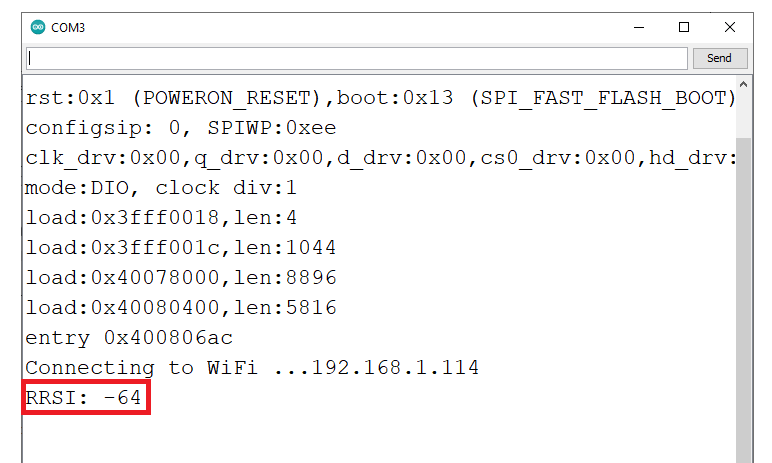 COM3
Send
rst:0x1 (POWERON_RESET),boot:0x13 (SPI_FAST_FLASH_BOOT)
configsip: 0, SPIWP:0xee
clk_drv:0x00,q_drv:0x00,d_drv:0x00,cs0_drv:0x00,hd_drv:
mode:DIO, clock div:1
load:0x3fff0018,len:4
load:0x3fff001c,len:1044
load:0x40078000,len:8896
load:0x40080400,len:5816
entry 0x400806ac
Connecting to WiFi ...192.168.1.114
RRSI: -64